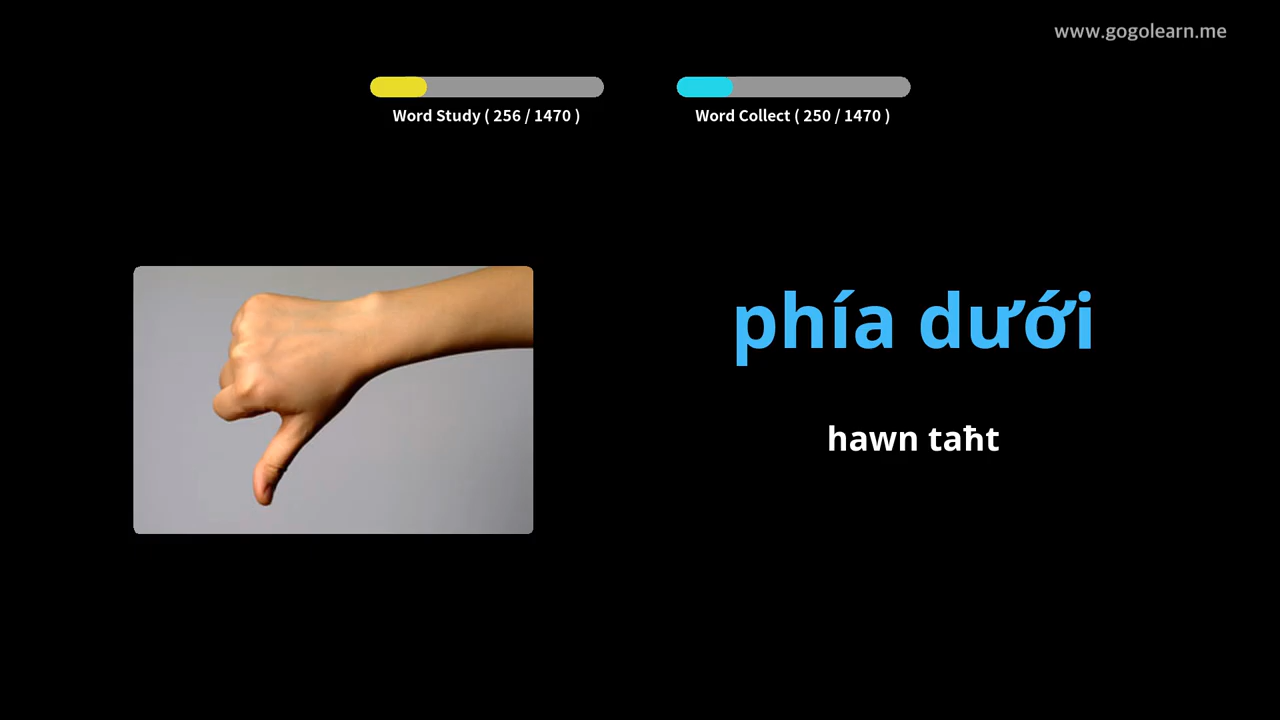 www.gogolearn.me
Word Study ( 256 / 1470 )
Word Collect ( 250 / 1470 )
phía dưới
hawn taħt